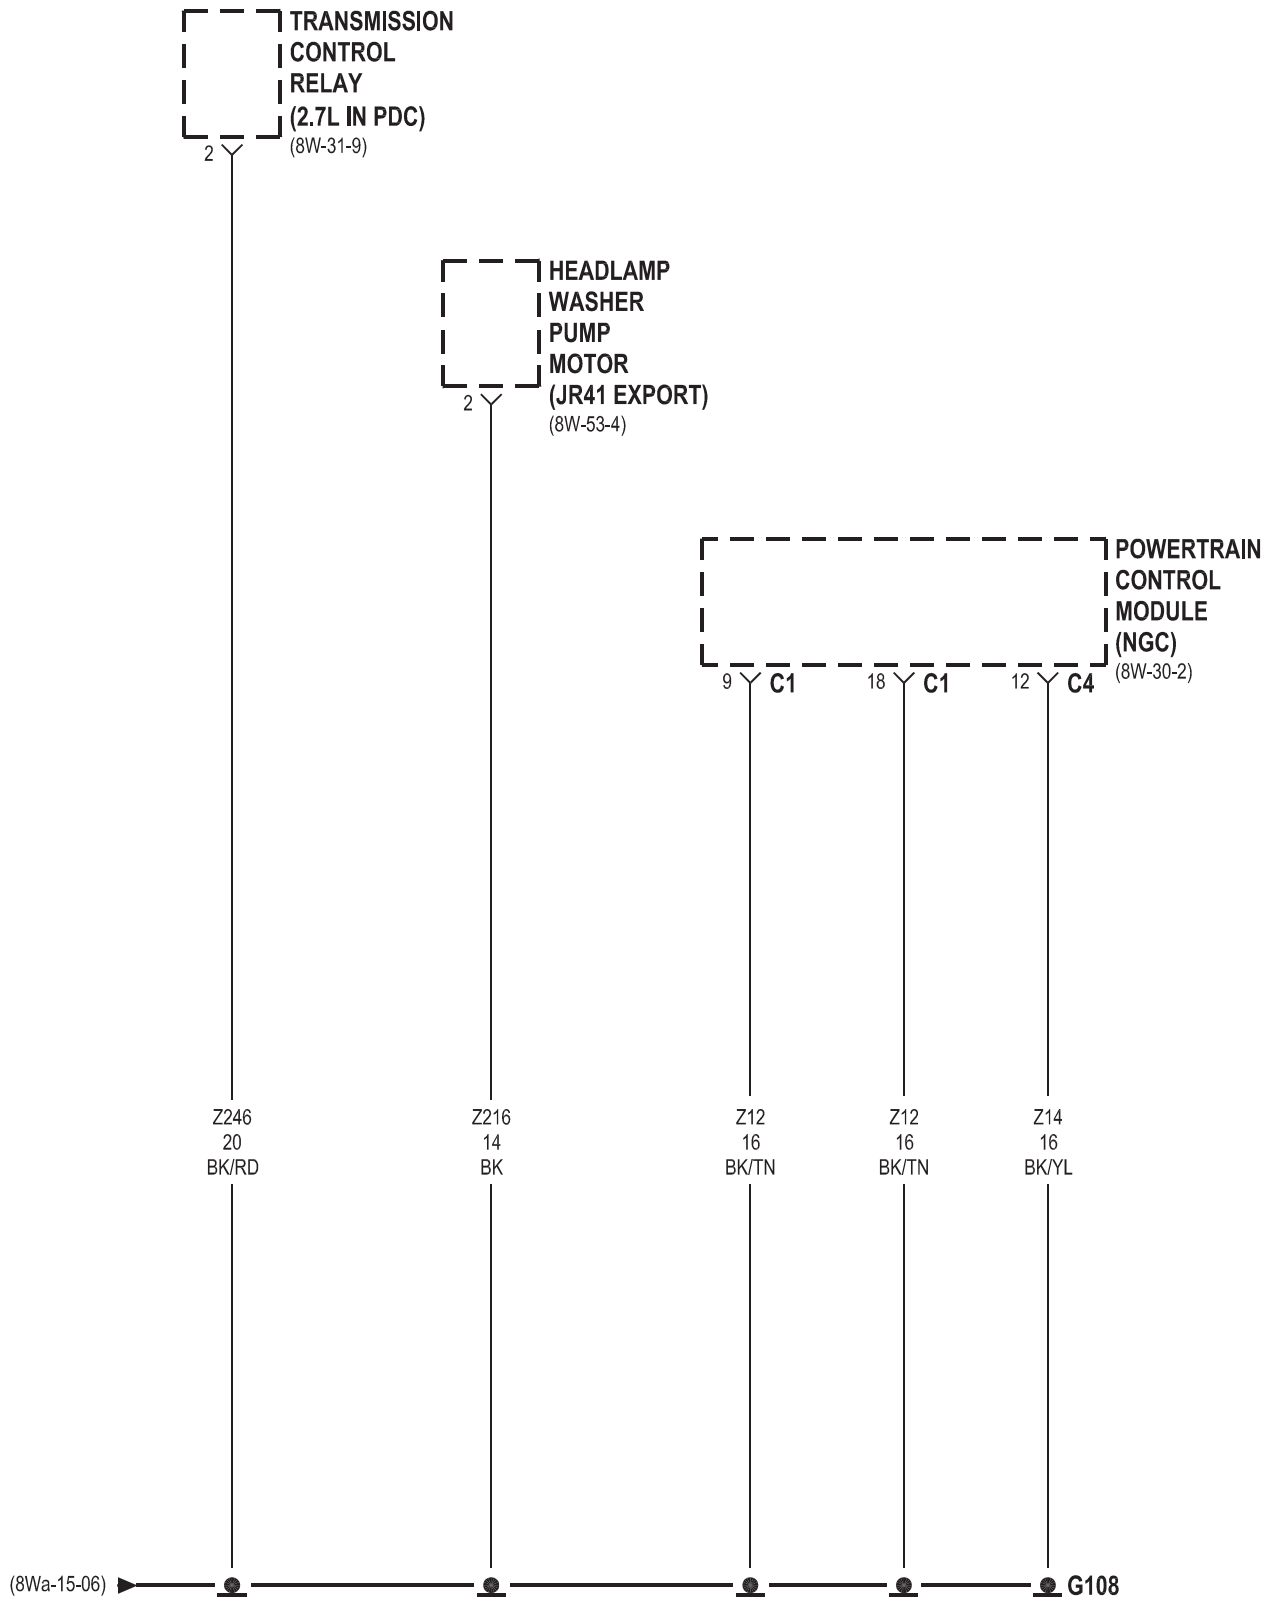 TRANSMISSION
CONTROL
RELAY
(2.7L IN PDC)
(8W-31-9)
2
HEADLAMP
WASHER
PUMP
MOTOR
(JR41 EXPORT)
(8W-53-4)
2
POWERTRAIN
CONTROL
MODULE
(NGC)
(8W-30-2)
9 C1 18 C1 12 C4
Z246 Z216 Z12 Z12 Z14
20 14 16 16 16
BK/RD BK BK/TN BK/TN BK/YL
(8Wa-15-06) G108